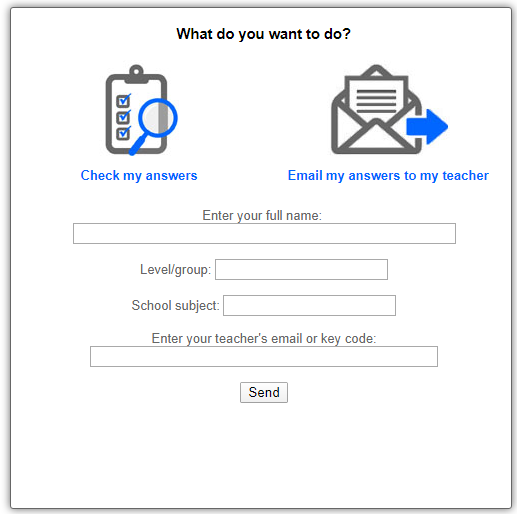 What do you want to do?
Check my answers
Email my answers to my teacher
Enter your full name:
Level/group:
School subject:
Enter your teacher's email or key code:
Send